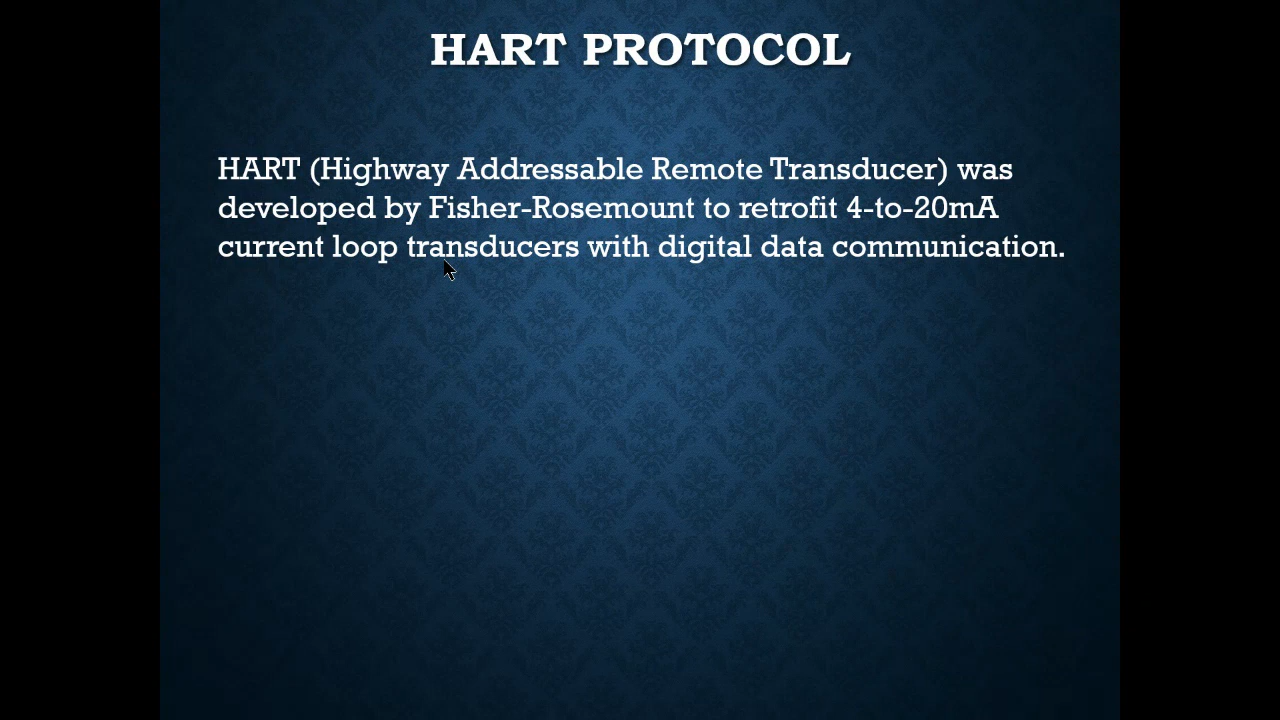 HART PROTOCOL
HART (Highway Addressable Remote Transducer) was
developed by Fisher-Rosemount to retrofit 4-to-20mA
current loop transducers with digital data communication.